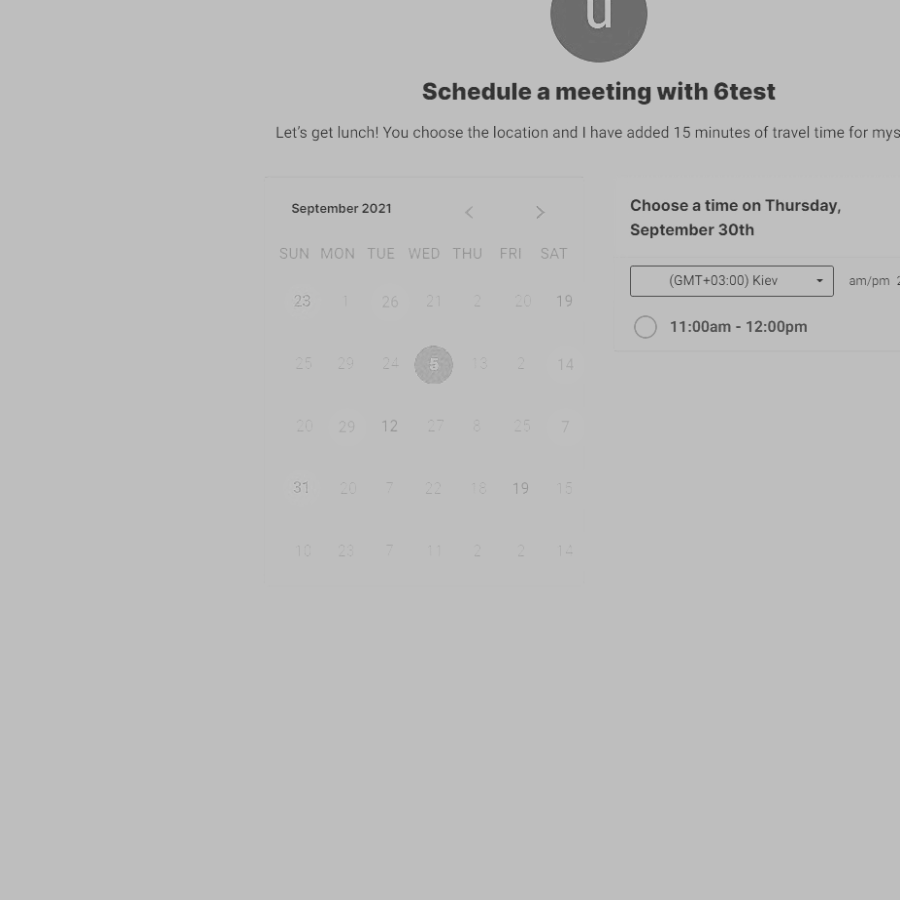 u
Schedule a meeting with 6test
Let's get lunch! You choose the location and I have added 15 minutes of travel time for mys
September 2021
SUN MON TUE WED THU FRI SAT
23 1 26 21 2 20 19
25 29 24 5 13 2 14
20 29 12 27 8 25 7
31 20 7 22 18 19 15
10 23 7 11 2 2 14
Choose a time on Thursday,
September 30th
(GMT+03:00) Kiev am/pm 2
11:00am - 12:00pm